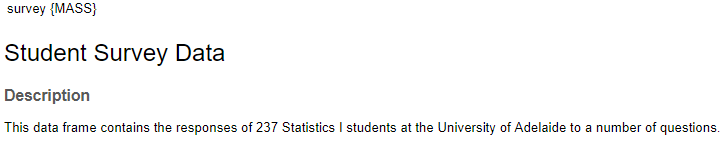 survey {MASS}
Student Survey Data
Description
This data frame contains the responses of 237 Statistics I students at the University of Adelaide to a number of questions.